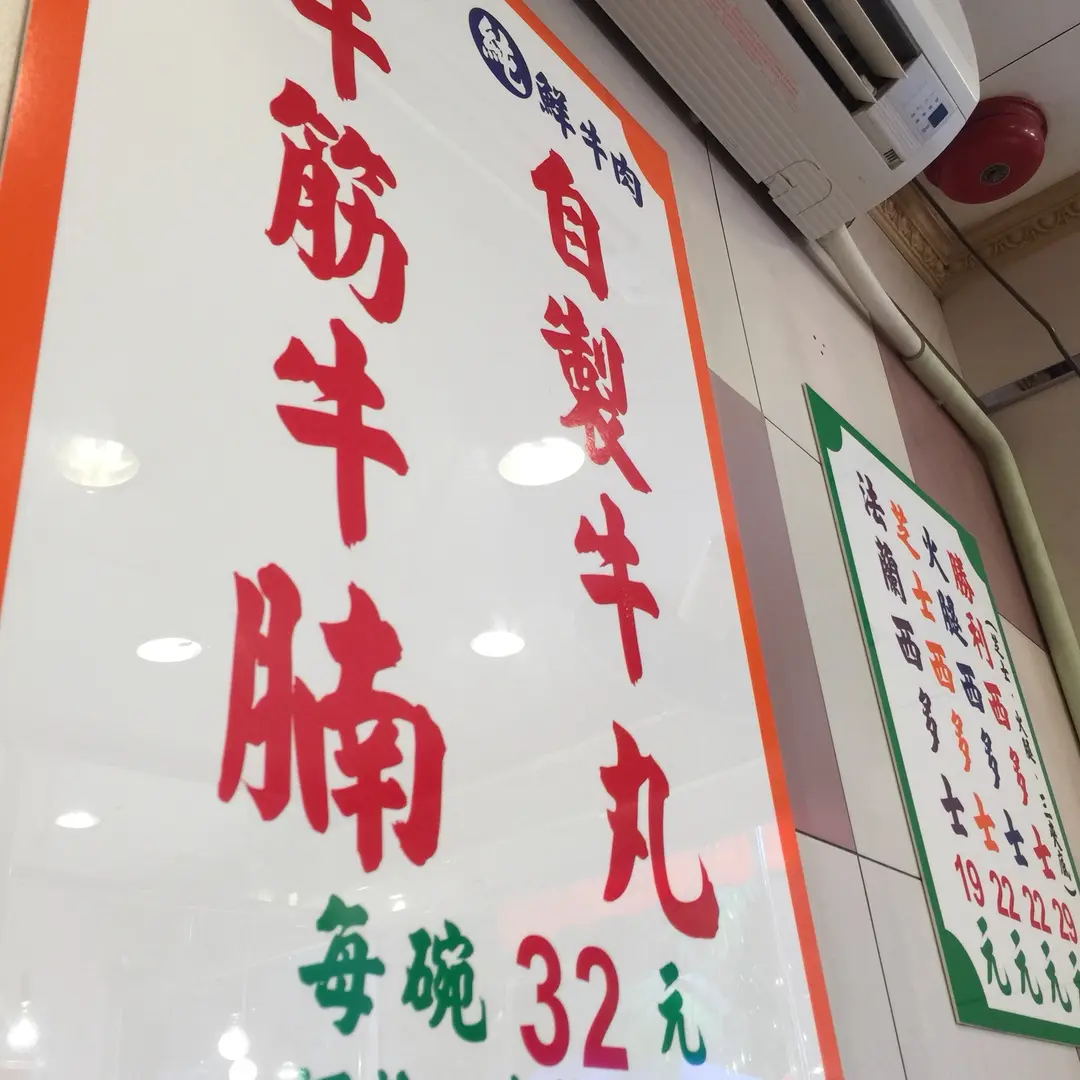 純鮮牛肉
自製牛丸
牛筋牛腩
每碗32元
勝利西多士29元
火腿西多士22元
芝士西多士22元
法蘭西多士19元